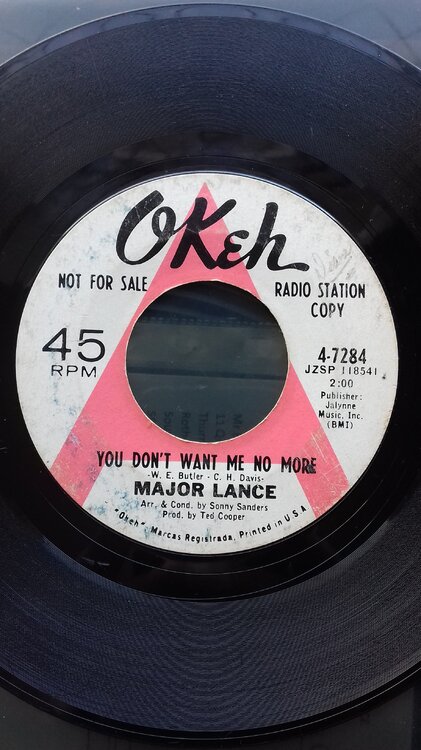 OKeh
NOT FOR SALE
RADIO STATION
COPY
45
RPM
4-7284
JZSP 118541
2:00
Publisher:
Jalynne
Music, Inc.
(BMI)
YOU DON'T WANT ME NO MORE
-W. E. Butler - C. H. Davis-
MAJOR LANCE
Arr. & Cond. by Sonny Sanders
Prod. by Ted Cooper
"Okeh" Marcas Registrada. Printed in U S A